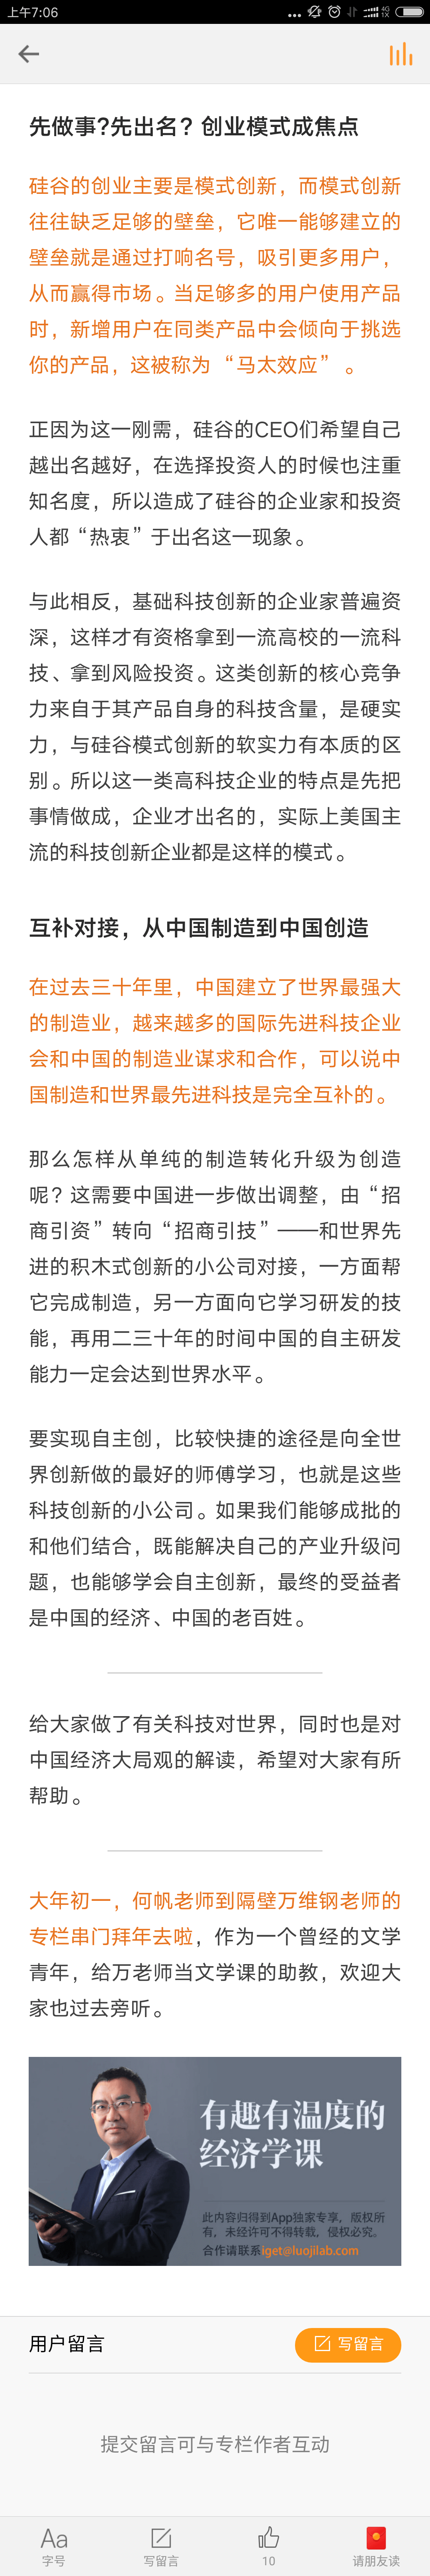 上午7:06
4G
1X
先做事?先出名？创业模式成焦点
硅谷的创业主要是模式创新，而模式创新
往往缺乏足够的壁垒，它唯一能够建立的
壁垒就是通过打响名号，吸引更多用户，
从而赢得市场。当足够多的用户使用产品
时，新增用户在同类产品中会倾向于挑选
你的产品，这被称为“马太效应”。
正因为这一刚需，硅谷的CEO们希望自己
越出名越好，在选择投资人的时候也注重
知名度，所以造成了硅谷的企业家和投资
人都“热衷”于出名这一现象。
与此相反，基础科技创新的企业家普遍资
深，这样才有资格拿到一流高校的一流科
技、拿到风险投资。这类创新的核心竞争
力来自于其产品自身的科技含量，是硬实
力，与硅谷模式创新的软实力有本质的区
别。所以这一类高科技企业的特点是先把
事情做成，企业才出名的，实际上美国主
流的科技创新企业都是这样的模式。
互补对接，从中国制造到中国创造
在过去三十年里，中国建立了世界最强大
的制造业，越来越多的国际先进科技企业
会和中国的制造业谋求和合作，可以说中
国制造和世界最先进科技是完全互补的。
那么怎样从单纯的制造转化升级为创造
呢？这需要中国进一步做出调整，由“招
商引资”转向“招商引技”——和世界先
进的积木式创新的小公司对接，一方面帮
它完成制造，另一方面向它学习研发的技
能，再用二三十年的时间中国的自主研发
能力一定会达到世界水平。
要实现自主创，比较快捷的途径是向全世
界创新做的最好的师傅学习，也就是这些
科技创新的小公司。如果我们能够成批的
和他们结合，既能解决自己的产业升级问
题，也能够学会自主创新，最终的受益者
是中国的经济、中国的老百姓。
给大家做了有关科技对世界，同时也是对
中国经济大局观的解读，希望对大家有所
帮助。
大年初一，何帆老师到隔壁万维钢老师的
专栏串门拜年去啦，作为一个曾经的文学
青年，给万老师当文学课的助教，欢迎大
家也过去旁听。
有趣有温度的
经济学课
此内容归得到App独家专享，版权所
有，未经许可不得转载，侵权必究。
合作请联系iget@luojilab.com
用户留言
写留言
提交留言可与专栏作者互动
Aa
字号
写留言
10
请朋友读